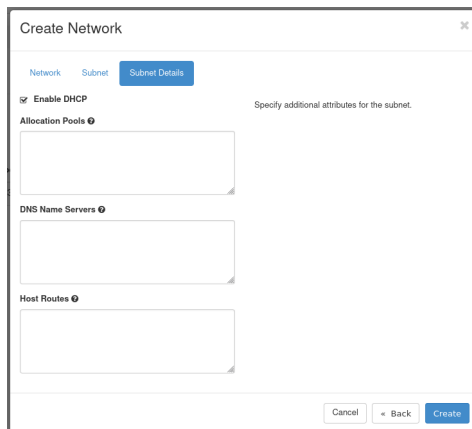 Create Network
Network Subnet Subnet Details
Enable DHCP
Specify additional attributes for the subnet.
Allocation Pools
DNS Name Servers
Host Routes
Cancel « Back Create